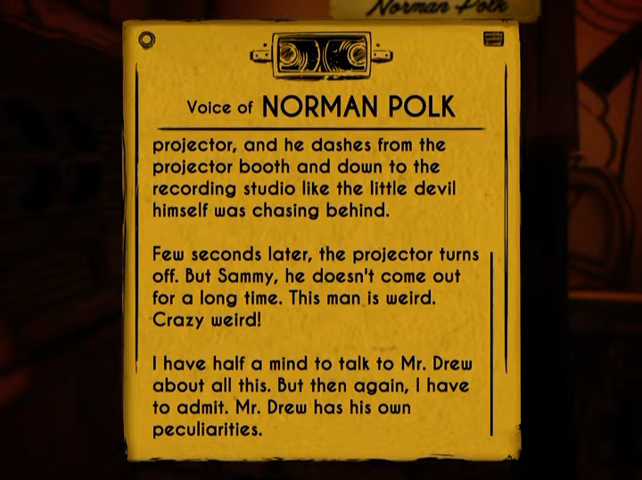 Norman Polk
Voice of NORMAN POLK
projector, and he dashes from the
projector booth and down to the
recording studio like the little devil
himself was chasing behind.
Few seconds later, the projector turns
off. But Sammy, he doesn't come out
for a long time. This man is weird.
Crazy weird!
I have half a mind to talk to Mr. Drew
about all this. But then again, I have
to admit. Mr. Drew has his own
peculiarities.